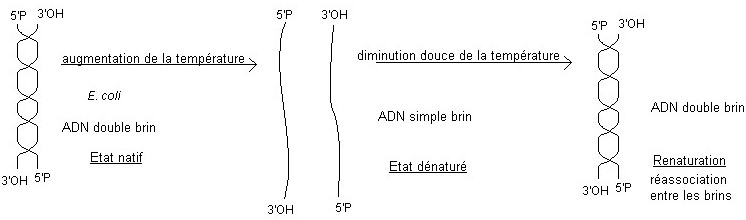 5'P 3'OH
augmentation de la température
E. coli
ADN double brin
Etat natif
3'OH 5'P
5'P 3'OH
diminution douce de la température
ADN simple brin
Etat dénaturé
3'OH 5'P
5'P 3'OH
ADN double brin
Renaturation
réassociation
entre les brins
3'OH 5'P